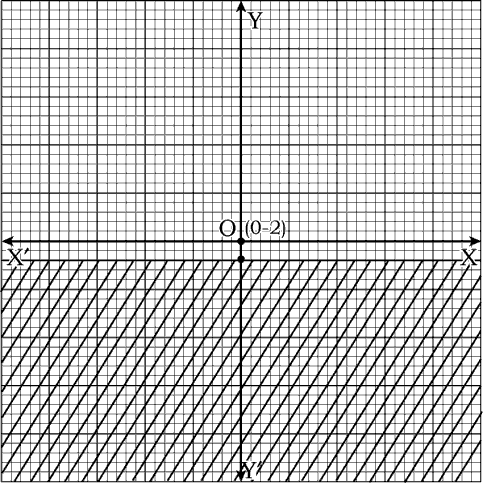 Y
O (0-2)
X' X
Y'